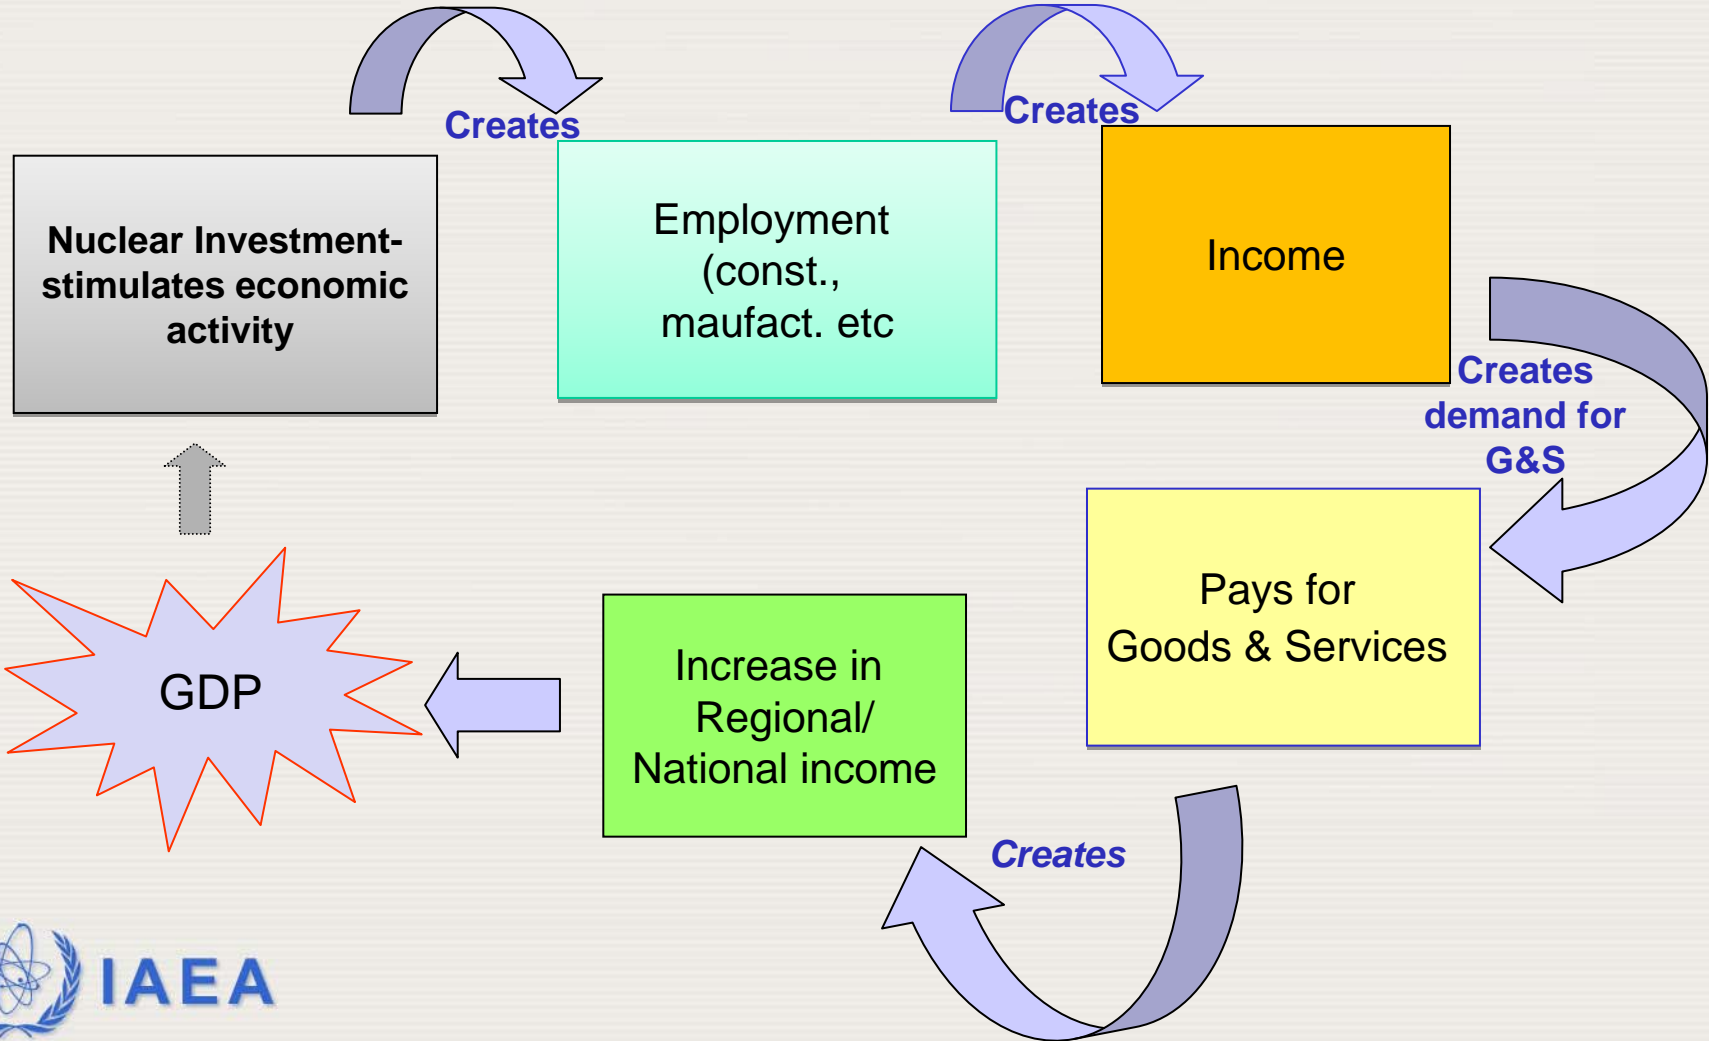 Creates
Creates
Nuclear Investment-
stimulates economic
activity
Employment
(const.,
maufact. etc
Income
Creates
demand for
G&S
Pays for
Goods & Services
Creates
Increase in
Regional/
National income
GDP
IAEA